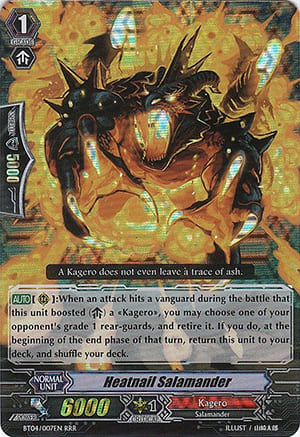 1
GRADE
5000
A Kagero does not even leave a trace of ash.
AUTO [ ]:When an attack hits a vanguard during the battle that
this unit boosted a «Kagero», you may choose one of your
opponent's grade 1 rear-guards, and retire it. If you do, at the
beginning of the end phase of that turn, return this unit to your
deck, and shuffle your deck.
Heatnail Salamander
NORMAL
UNIT
POWER
6000
1
CRITICAL
Kagero
Salamander
BT04/007EN RRR
ILLUST /